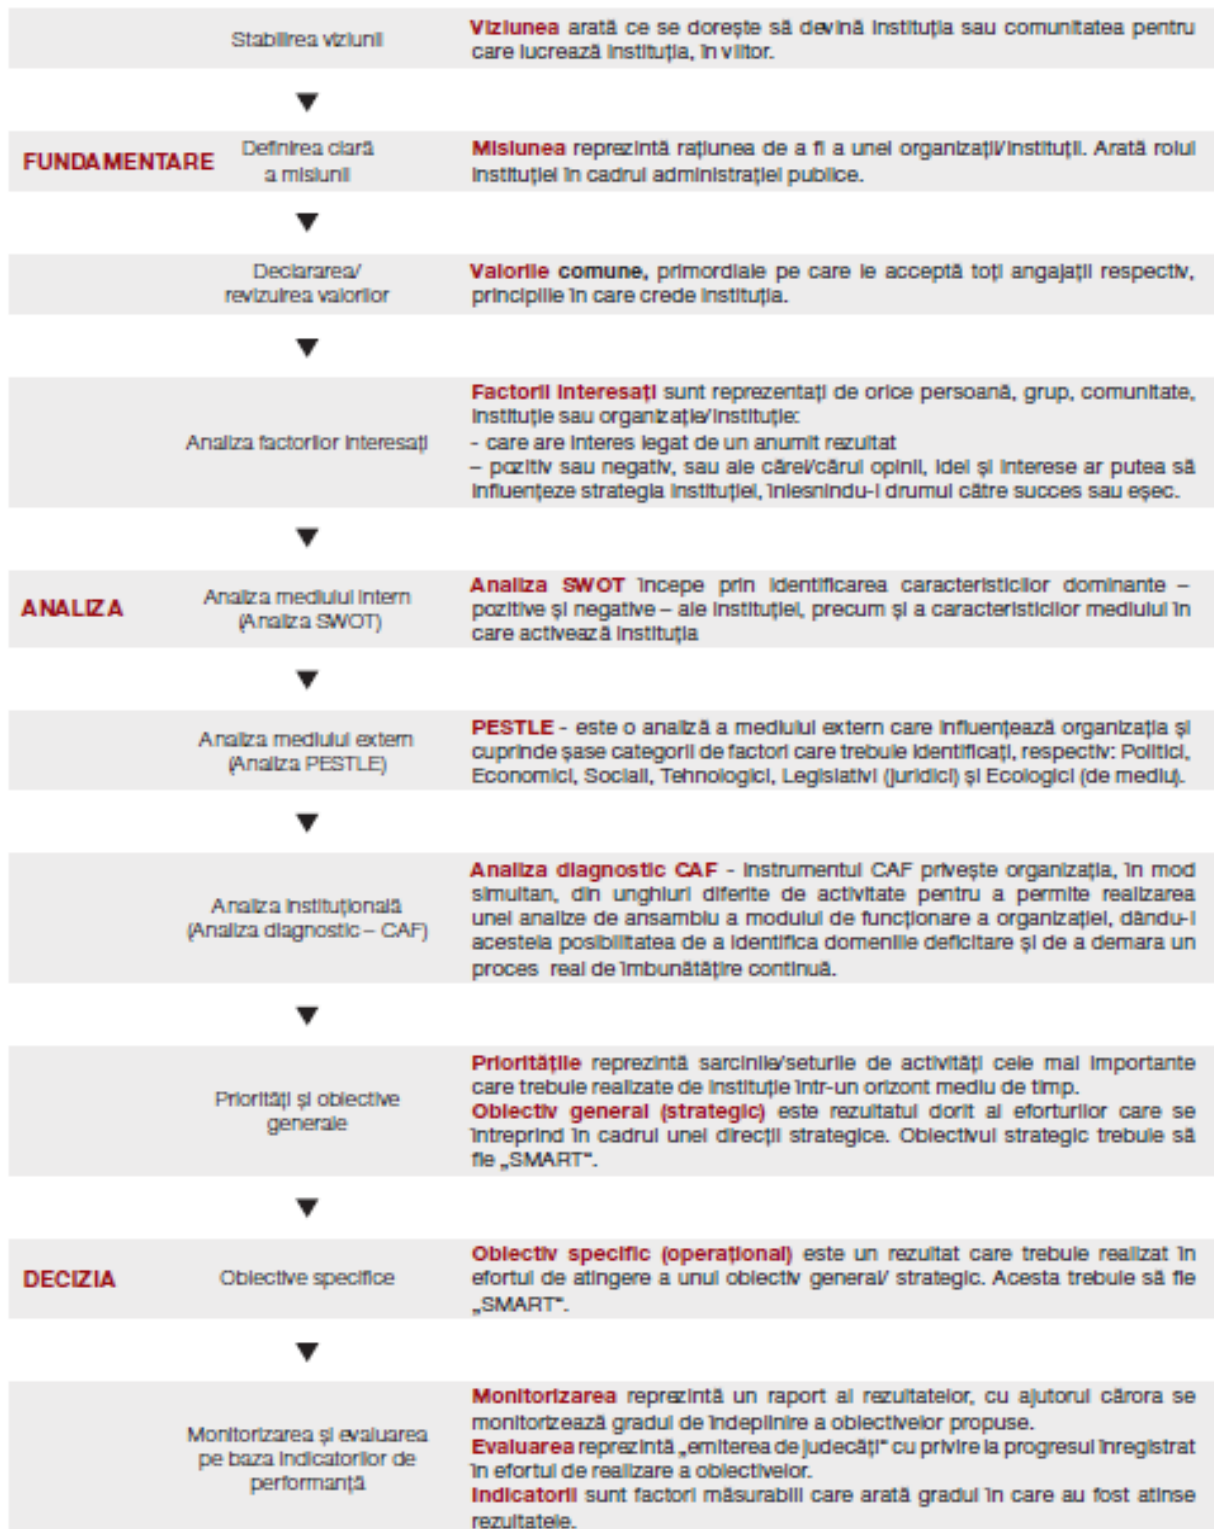 Stabilirea viziunii
Viziunea arată ce se dorește să devină instituția sau comunitatea pentru
care lucrează instituția, în viitor.
FUNDAMENTARE
Definirea clară
a misiunii
Misiunea reprezintă rațiunea de a fi a unei organizații/instituții. Arată rolul
instituției în cadrul administrației publice.
Declararea/
revizuirea valorilor
Valorile comune, primordiale pe care le acceptă toți angajații respectiv,
principiile în care crede instituția.
Analiza factorilor interesați
Factorii interesați sunt reprezentați de orice persoană, grup, comunitate,
instituție sau organizație/instituție:
- care are interes legat de un anumit rezultat
– pozitiv sau negativ, sau ale cărei/cărui opinii, idei și interese ar putea să
influențeze strategia instituției, înlesnindu-i drumul către succes sau eșec.
ANALIZA
Analiza mediului intern
(Analiza SWOT)
Analiza SWOT începe prin identificarea caracteristicilor dominante –
pozitive și negative – ale instituției, precum și a caracteristicilor mediului în
care activează instituția
Analiza mediului extern
(Analiza PESTLE)
PESTLE - este o analiză a mediului extern care influențează organizația și
cuprinde șase categorii de factori care trebuie identificați, respectiv: Politici,
Economici, Sociali, Tehnologici, Legislativi (juridici) și Ecologici (de mediu).
Analiza instituțională
(Analiza diagnostic – CAF)
Analiza diagnostic CAF - Instrumentul CAF privește organizația, în mod
simultan, din unghiuri diferite de activitate pentru a permite realizarea
unei analize de ansamblu a modului de funcționare a organizației, dându-i
acesteia posibilitatea de a identifica domeniile deficitare și de a demara un
proces real de îmbunătățire continuă.
Priorități și obiective
generale
Prioritățile reprezintă sarcinile/seturile de activități cele mai importante
care trebuie realizate de instituție într-un orizont mediu de timp.
Obiectiv general (strategic) este rezultatul dorit al eforturilor care se
întreprind în cadrul unei direcții strategice. Obiectivul strategic trebuie să
fie „SMART“.
DECIZIA
Obiective specifice
Obiectiv specific (operațional) este un rezultat care trebuie realizat în
efortul de atingere a unui obiectiv general/ strategic. Acesta trebuie să fie
„SMART“.
Monitorizarea și evaluarea
pe baza indicatorilor de
performanță
Monitorizarea reprezintă un raport al rezultatelor, cu ajutorul cărora se
monitorizează gradul de îndeplinire a obiectivelor propuse.
Evaluarea reprezintă „emiterea de judecăți“ cu privire la progresul înregistrat
în efortul de realizare a obiectivelor.
Indicatorii sunt factori măsurabili care arată gradul în care au fost atinse
rezultatele.